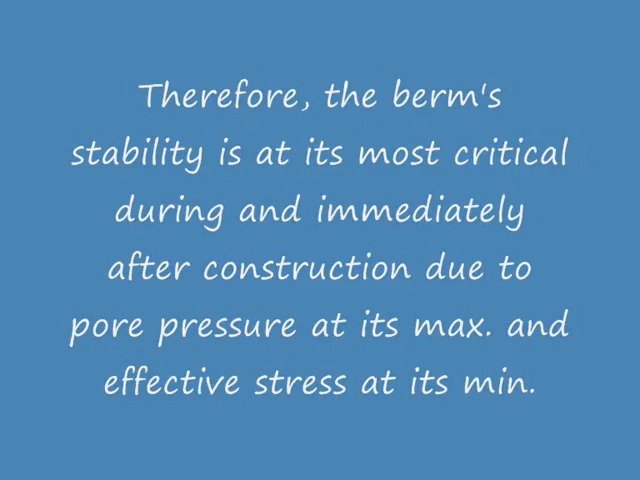 Therefore, the berm's
stability is at its most critical
during and immediately
after construction due to
pore pressure at its max. and
effective stress at its min.